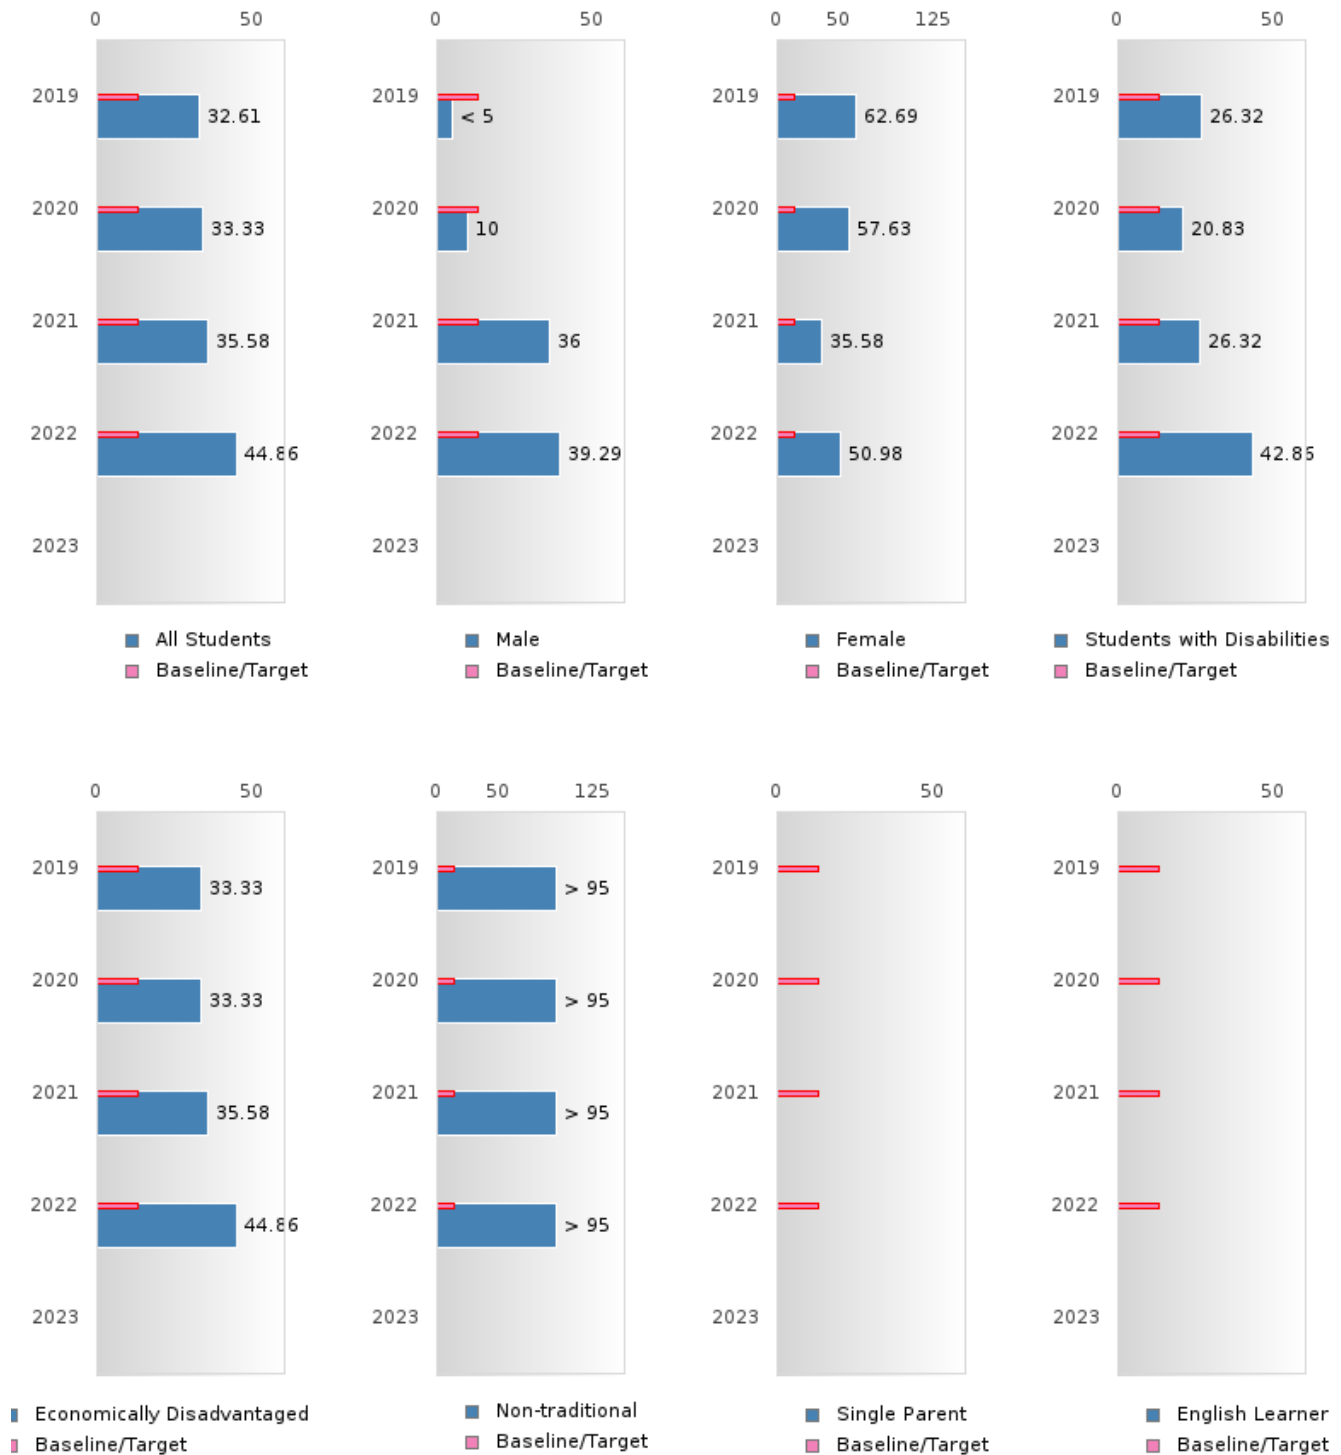 0 50 0 50 0 50 125 0 50
2019 32.61 2019 < 5 2019 62.69 2019 26.32
2020 33.33 2020 10 2020 57.63 2020 20.83
2021 35.58 2021 36 2021 35.58 2021 26.32
2022 44.86 2022 39.29 2022 50.98 2022 42.86
2023 2023 2023 2023
All Students Male Female Students with Disabilities
Baseline/Target Baseline/Target Baseline/Target Baseline/Target
0 50 0 50 125 0 50 0 50
2019 33.33 2019 > 95 2019 2019
2020 33.33 2020 > 95 2020 2020
2021 35.58 2021 > 95 2021 2021
2022 44.86 2022 > 95 2022 2022
2023 2023 2023 2023
Economically Disadvantaged Non-traditional Single Parent English Learner
Baseline/Target Baseline/Target Baseline/Target Baseline/Target